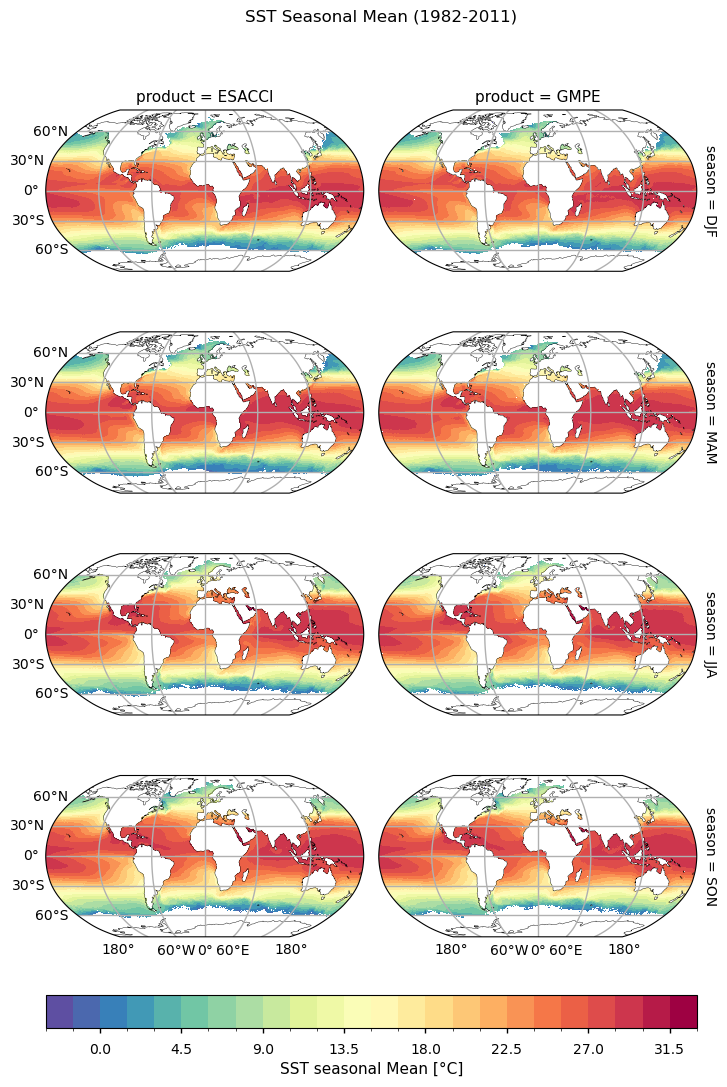 SST Seasonal Mean (1982-2011)
product = ESACCI
product = GMPE
60°N
30°N
0°
30°S
60°S
season = DJF
60°N
30°N
0°
30°S
60°S
season = MAM
60°N
30°N
0°
30°S
60°S
season = JJA
60°N
30°N
0°
30°S
60°S
season = SON
180° 60°W 0° 60°E 180°
180° 60°W 0° 60°E 180°
0.0 4.5 9.0 13.5 18.0 22.5 27.0 31.5
SST seasonal Mean [°C]